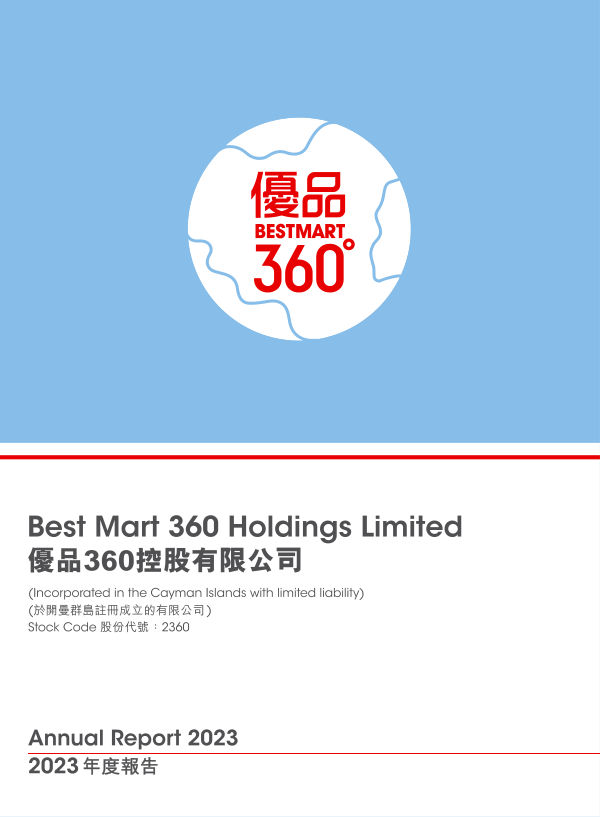 優品
BESTMART
360°
Best Mart 360 Holdings Limited
優品360控股有限公司
(Incorporated in the Cayman Islands with limited liability)
(於開曼群島註冊成立的有限公司)
Stock Code 股份代號：2360
Annual Report 2023
2023 年度報告